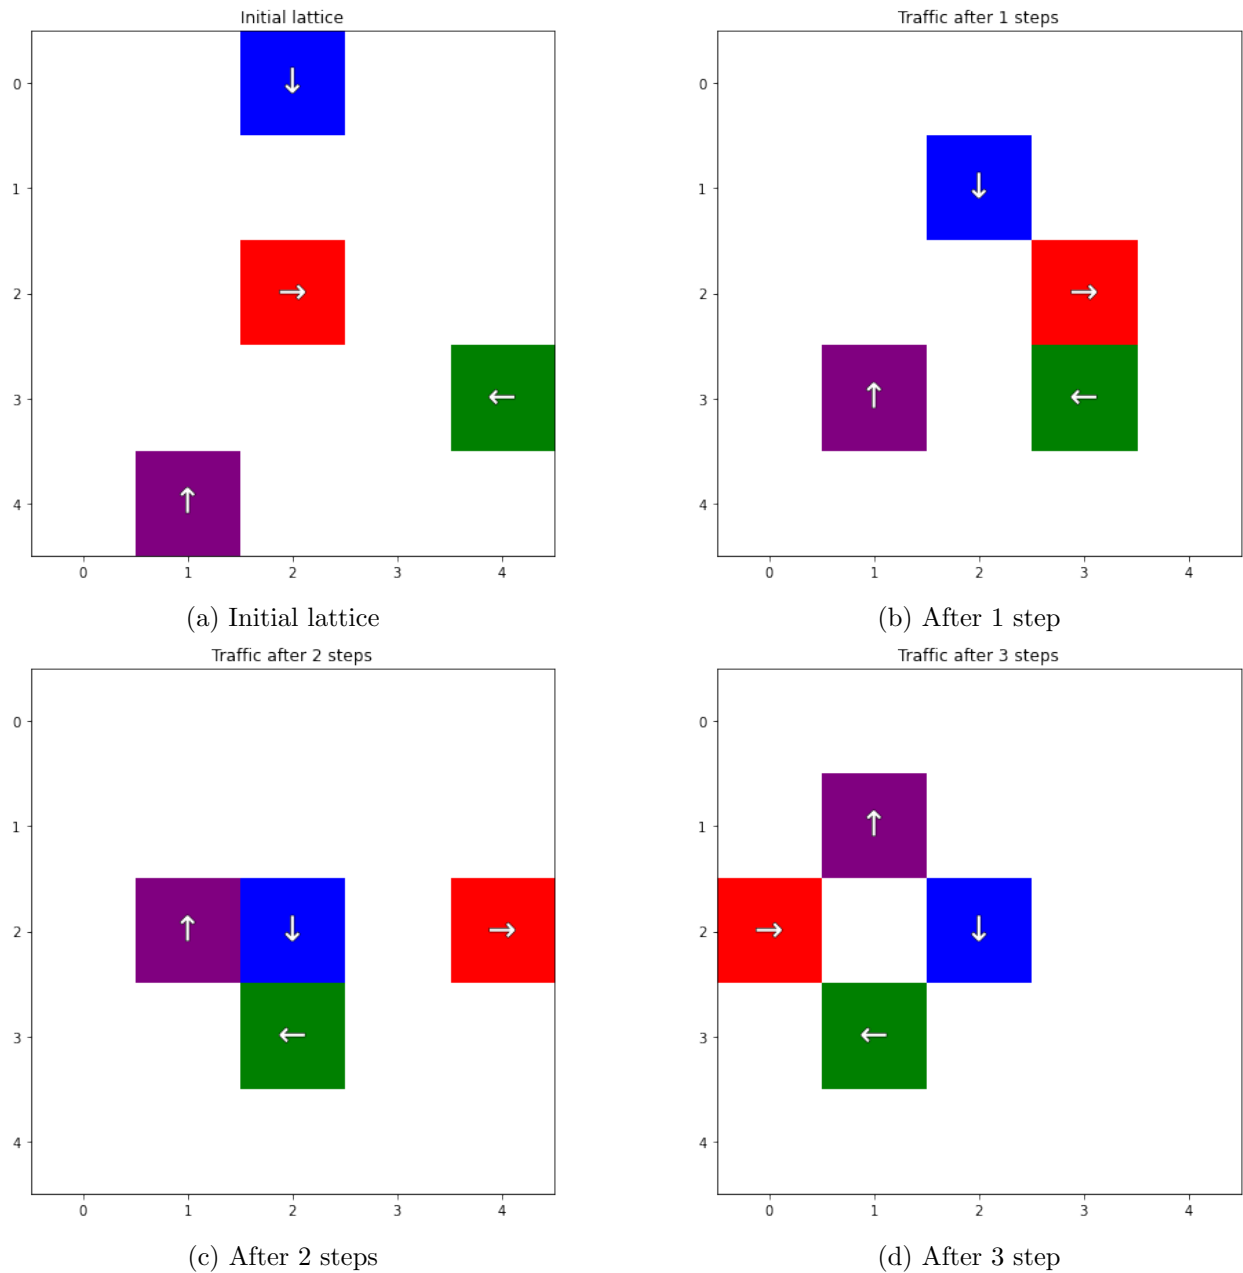 Initial lattice
↓
→
←
↑
0
1
2
3
4
0 1 2 3 4
(a) Initial lattice
Traffic after 1 steps
↓
→
↑ ←
0
1
2
3
4
0 1 2 3 4
(b) After 1 step
Traffic after 2 steps
↑ ↓ →
←
0
1
2
3
4
0 1 2 3 4
(c) After 2 steps
Traffic after 3 steps
↑
→ ↓
←
0
1
2
3
4
0 1 2 3 4
(d) After 3 step